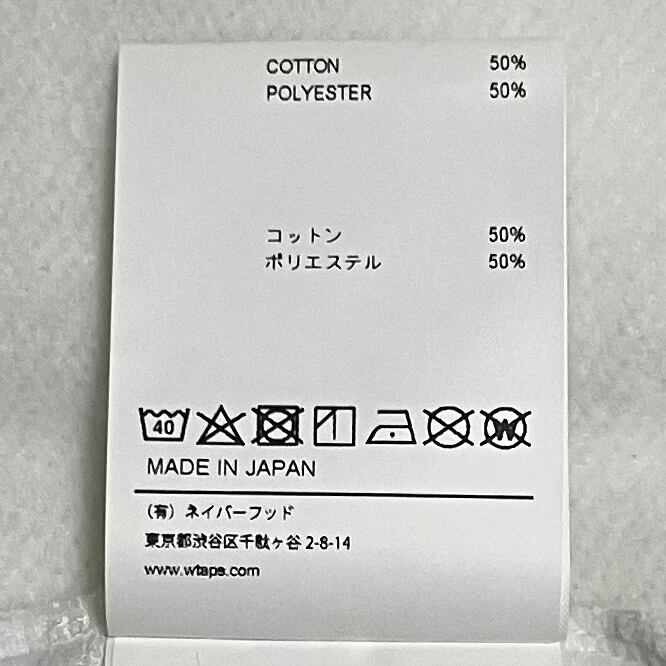 COTTON 50%
POLYESTER 50%
コットン 50%
ポリエステル 50%
40 W
MADE IN JAPAN
（有）ネイバーフッド
東京都渋谷区千駄ヶ谷 2-8-14
www.wtaps.com